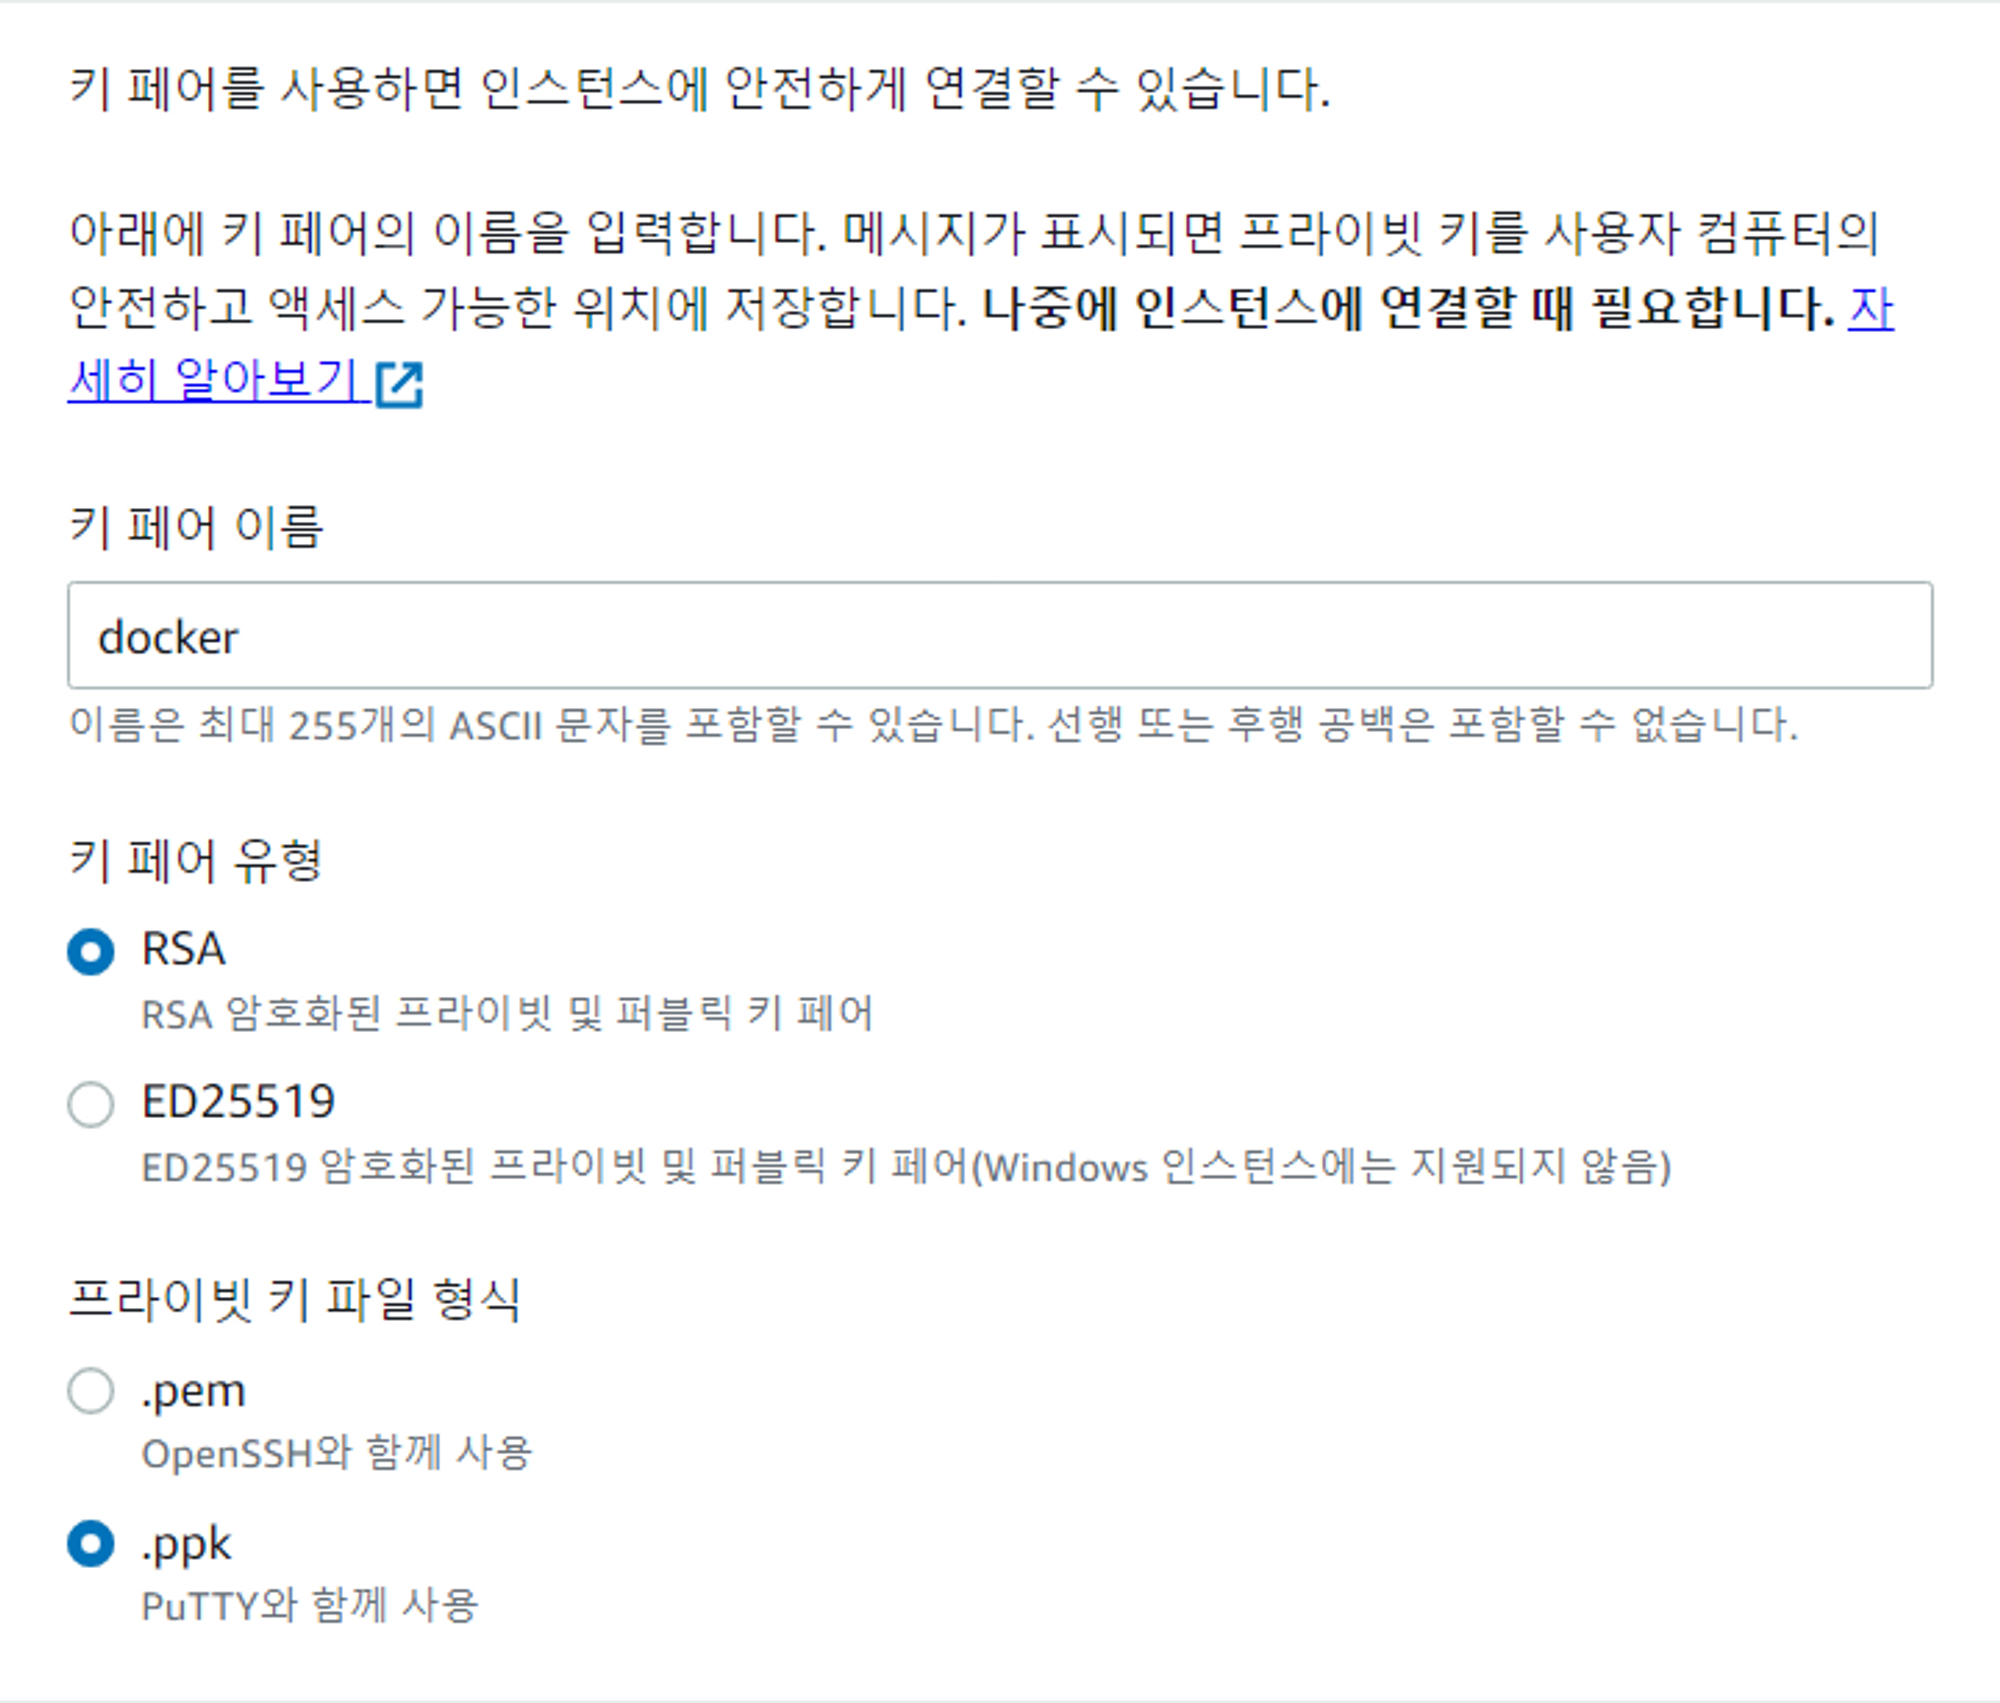 키 페어를 사용하면 인스턴스에 안전하게 연결할 수 있습니다.
아래에 키 페어의 이름을 입력합니다. 메시지가 표시되면 프라이빗 키를 사용자 컴퓨터의
안전하고 액세스 가능한 위치에 저장합니다. 나중에 인스턴스에 연결할 때 필요합니다. 자
세히 알아보기
키 페어 이름
docker
이름은 최대 255개의 ASCII 문자를 포함할 수 있습니다. 선행 또는 후행 공백은 포함할 수 없습니다.
키 페어 유형
RSA
RSA 암호화된 프라이빗 및 퍼블릭 키 페어
ED25519
ED25519 암호화된 프라이빗 및 퍼블릭 키 페어(Windows 인스턴스에는 지원되지 않음)
프라이빗 키 파일 형식
.pem
OpenSSH와 함께 사용
.ppk
PuTTY와 함께 사용